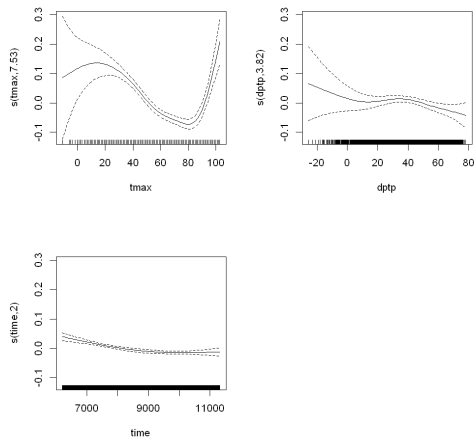 s(tmax,7.53)
-0.1 0.0 0.1 0.2 0.3
0 20 40 60 80 100
tmax
s(dptp,3.82)
-0.1 0.0 0.1 0.2 0.3
-20 0 20 40 60 80
dptp
s(time,2)
-0.1 0.0 0.1 0.2 0.3
7000 9000 11000
time